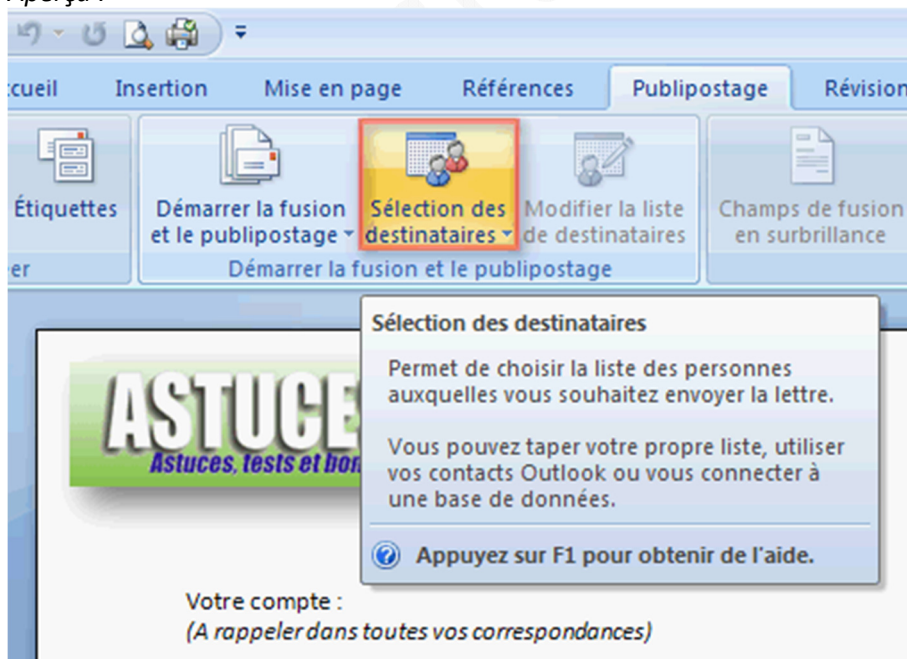 Aperçu :
ccueil Insertion Mise en page Références Publipostage Révision
Étiquettes
Démarrer la fusion
et le publipostage
Sélection des
destinataires
Modifier la liste
de destinataires
Champs de fusion
en surbrillance
er
Démarrer la fusion et le publipostage
Sélection des destinataires
Permet de choisir la liste des personnes
auxquelles vous souhaitez envoyer la lettre.
Vous pouvez taper votre propre liste, utiliser
vos contacts Outlook ou vous connecter à
une base de données.
Appuyez sur F1 pour obtenir de l'aide.
ASTUCE
Astuces, tests et bon
Votre compte :
(A rappeler dans toutes vos correspondances)